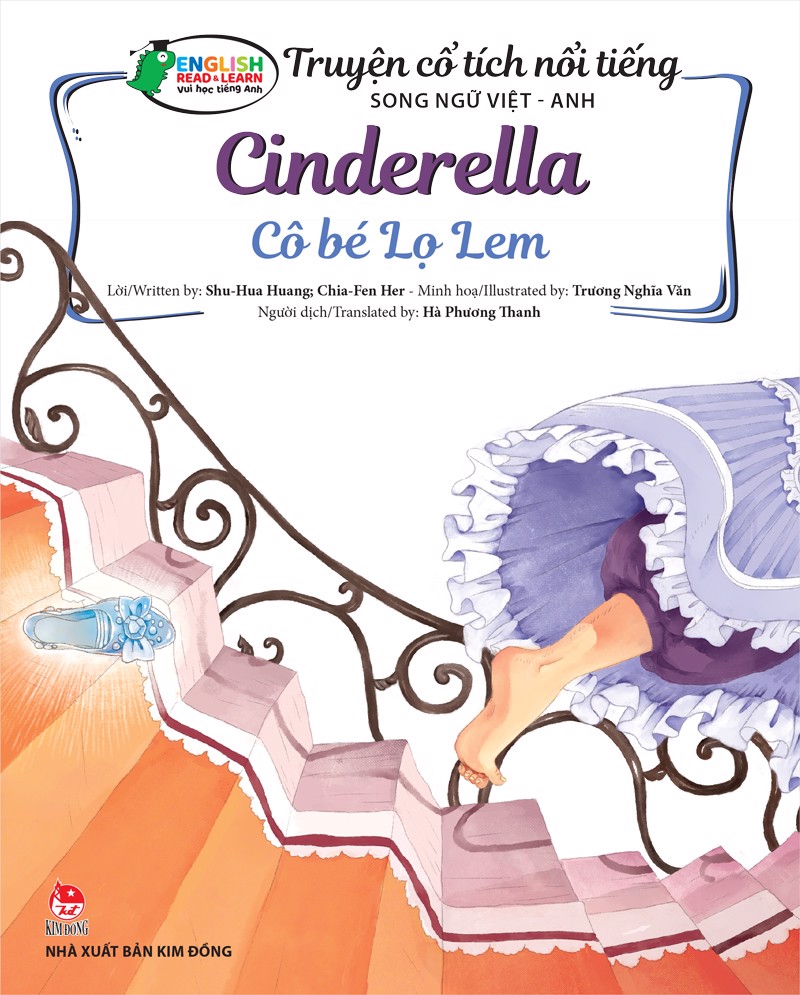 ENGLISH
READ & LEARN
Vui học tiếng Anh
Truyện cổ tích nổi tiếng
SONG NGỮ VIỆT - ANH
Cinderella
Cô bé Lọ Lem
Lời/Written by: Shu-Hua Huang; Chia-Fen Her - Minh hoạ/Illustrated by: Trương Nghĩa Văn
Người dịch/Translated by: Hà Phương Thanh
KIM ĐỒNG
NHÀ XUẤT BẢN KIM ĐỒNG